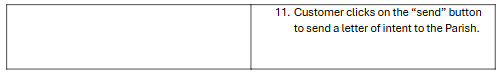 11. Customer clicks on the “send” button
to send a letter of intent to the Parish.